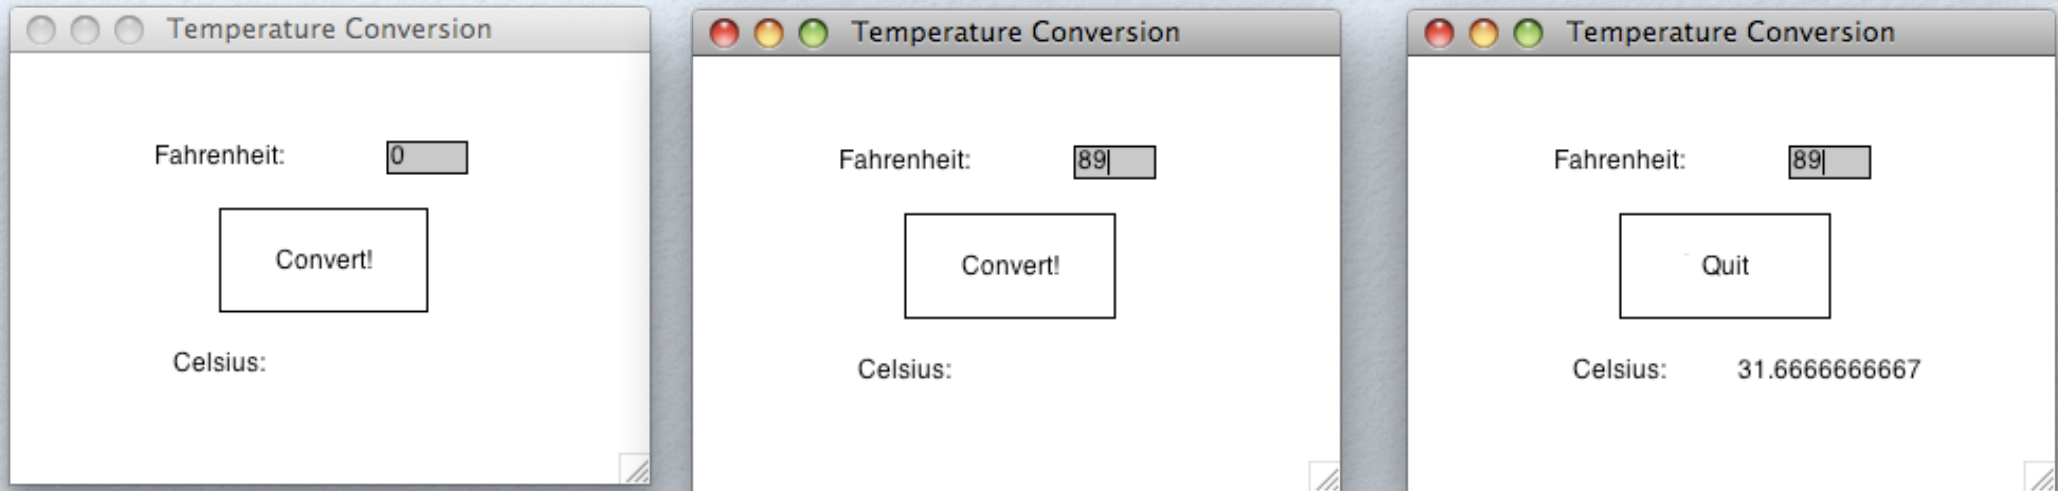 Temperature Conversion
Fahrenheit: 0
Convert!
Celsius:
Temperature Conversion
Fahrenheit: 89
Convert!
Celsius:
Temperature Conversion
Fahrenheit: 89
Quit
Celsius: 31.6666666667